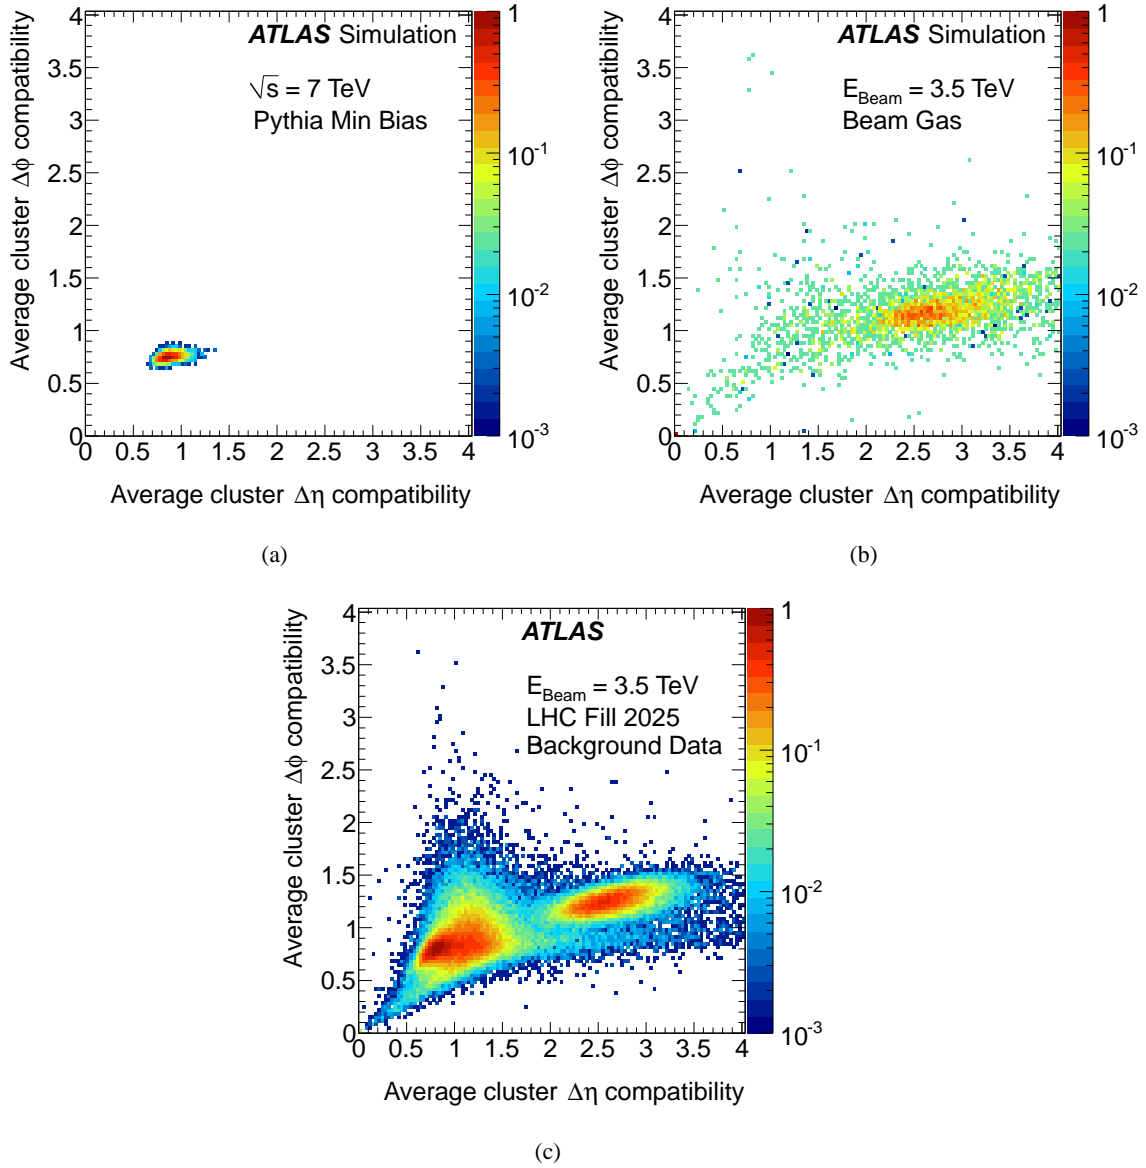 Average cluster Δϕ compatibility
4
3.5
3
2.5
2
1.5
1
0.5
0
ATLAS Simulation
√s = 7 TeV
Pythia Min Bias
0 0.5 1 1.5 2 2.5 3 3.5 4
Average cluster Δη compatibility
1
10⁻¹
10⁻²
10⁻³
(a)
Average cluster Δϕ compatibility
4
3.5
3
2.5
2
1.5
1
0.5
0
ATLAS Simulation
E_Beam = 3.5 TeV
Beam Gas
0 0.5 1 1.5 2 2.5 3 3.5 4
Average cluster Δη compatibility
1
10⁻¹
10⁻²
10⁻³
(b)
Average cluster Δϕ compatibility
4
3.5
3
2.5
2
1.5
1
0.5
0
ATLAS
E_Beam = 3.5 TeV
LHC Fill 2025
Background Data
0 0.5 1 1.5 2 2.5 3 3.5 4
Average cluster Δη compatibility
1
10⁻¹
10⁻²
10⁻³
(c)